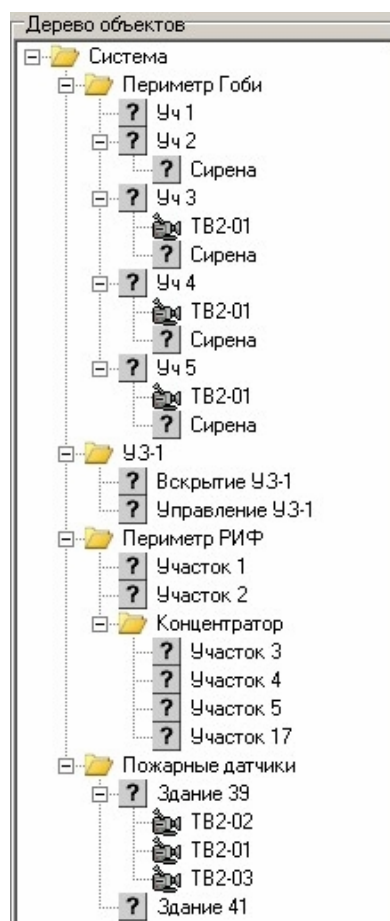 Дерево объектов
Система
Периметр Гоби
? Уч 1
? Уч 2
? Сирена
? Уч 3
ТВ2-01
? Сирена
? Уч 4
ТВ2-01
? Сирена
? Уч 5
ТВ2-01
? Сирена
УЗ-1
? Вскрытие УЗ-1
? Управление УЗ-1
Периметр РИФ
? Участок 1
? Участок 2
Концентратор
? Участок 3
? Участок 4
? Участок 5
? Участок 17
Пожарные датчики
? Здание 39
ТВ2-02
ТВ2-01
ТВ2-03
? Здание 41